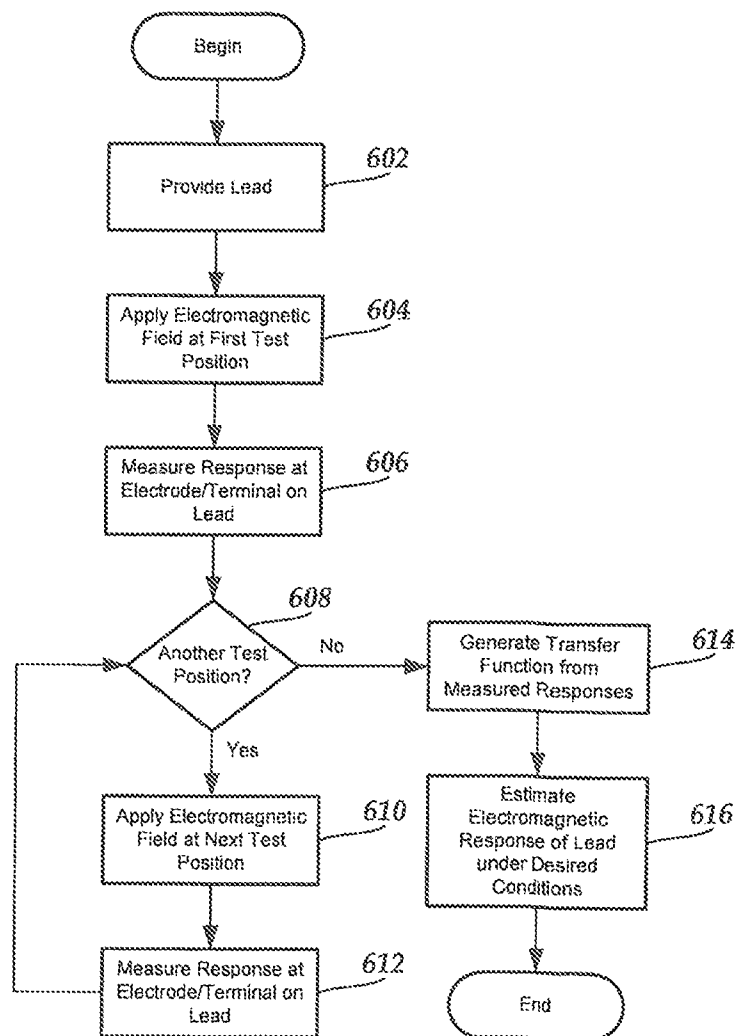 Begin
Provide Lead
602
Apply Electromagnetic
Field at First Test
Position
604
Measure Response at
Electrode/Terminal on
Lead
606
Another Test
Position?
608
No
Yes
Generate Transfer
Function from
Measured Responses
614
Apply Electromagnetic
Field at Next Test
Position
610
Estimate
Electromagnetic
Response of Lead
under Desired
Conditions
616
Measure Response at
Electrode/Terminal on
Lead
612
End